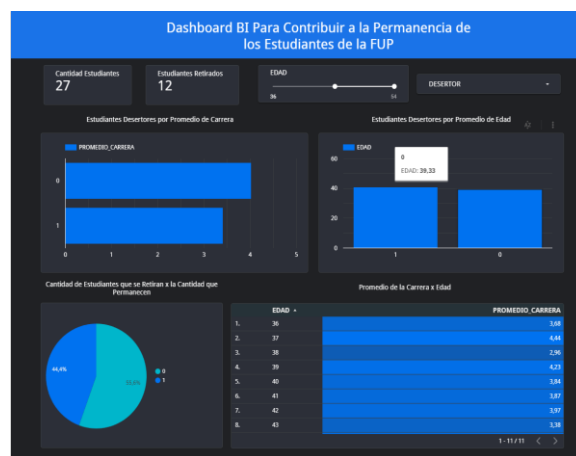 Dashboard BI Para Contribuir a la Permanencia de
los Estudiantes de la FUP
Cantidad Estudiantes
27
Estudiantes Retirados
12
EDAD
36 54
DESERTOR
Estudiantes Desertores por Promedio de Carrera
PROMEDIO_CARRERA
0
1
0 1 2 3 4 5
Estudiantes Desertores por Promedio de Edad
EDAD
60
40
20
0
0
EDAD: 39,33
1 0
Cantidad de Estudiantes que se Retiran x la Cantidad que
Permanecen
44,4%
55,6%
0
1
Promedio de la Carrera x Edad
EDAD PROMEDIO_CARRERA
1. 36 3,68
2. 37 4,44
3. 38 2,96
4. 39 4,23
5. 40 3,84
6. 41 3,87
7. 42 3,97
8. 43 3,38
1 - 11 / 11